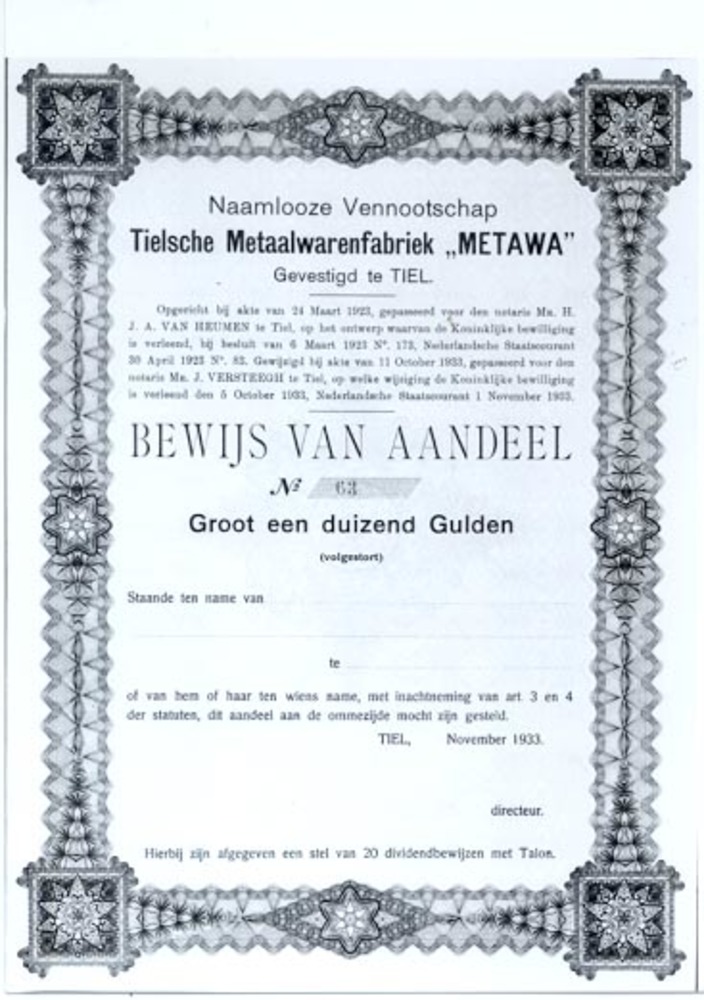 Naamlooze Vennootschap
Tielsche Metaalwarenfabriek „METAWA”
Gevestigd te TIEL.
Opgericht bij akte van 24 Maart 1923, gepasseerd voor den notaris Mr. H.
J. A. VAN HEUMEN te Tiel, op het ontwerp waarvan de Koninklijke bewilliging
is verleend, bij besluit van 6 Maart 1923 Nº. 173, Nederlandsche Staatscourant
30 April 1923 Nº. 83. Gewijzigd bij akte van 11 October 1933, gepasseerd voor den
notaris Mr. J. VERSTEEGH te Tiel, op welke wijziging de Koninklijke bewilliging
is verleend den 5 October 1933, Nederlandsche Staatscourant 1 November 1933.
BEWIJS VAN AANDEEL
Nº 63
Groot een duizend Gulden
(volgestort)
Staande ten name van
te
of van hem of haar ten wiens name, met inachtneming van art. 3 en 4
der statuten, dit aandeel aan de ommezijde mocht zijn gesteld.
TIEL, November 1933.
directeur.
Hierbij zijn afgegeven een stel van 20 dividendbewijzen met Talon.